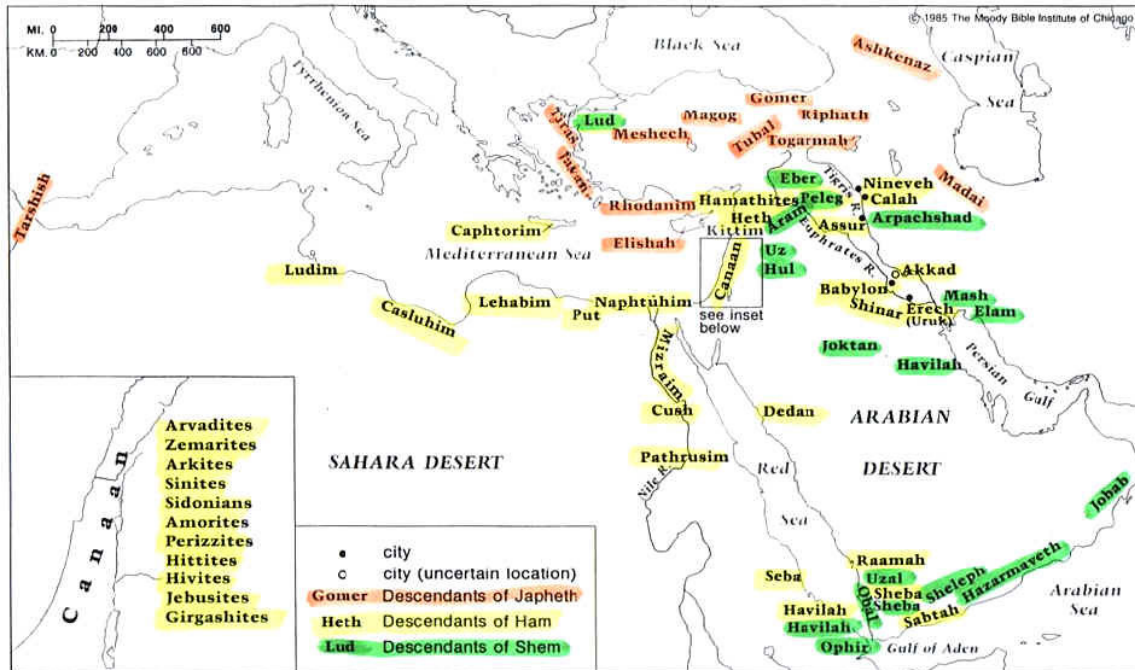 © 1985 The Moody Bible Institute of Chicago
MI. 0 200 400 600
KM. 0 200 400 600 800
Black Sea
Ashkenaz
Caspian
Sea
Tyrrhenian Sea
Gomer
Tiras
Lud
Magog
Riphath
Meshech
Tubal
Togarmah
Javan
Tarshish
Eber
Tigris R.
Nineveh
Madai
Rhodanim
Hamathites
Peleg
Calah
Heth
Aram
Arpachshad
Caphtorim
Kittim
Assur
Mediterranean Sea
Elishah
Canaan
Uz
Euphrates R.
Ludim
Hul
Akkad
Babylon
Casluhim
Lehabim
Naphtuhim
Shinar
Erech
(Uruk)
Mash
Elam
Put
see inset
below
Mizraim
Joktan
Havilah
Persian
Gulf
Cush
Dedan
ARABIAN
DESERT
Pathrusim
SAHARA DESERT
Nile R.
Red
Sea
Jobab
Canaan
Arvadites
Zemarites
Arkites
Sinites
Sidonians
Amorites
Perizzites
Hittites
Hivites
Jebusites
Girgashites
city
city (uncertain location)
Gomer Descendants of Japheth
Heth Descendants of Ham
Lud Descendants of Shem
Raamah
Seba
Uzal
Sheba
Sheleph
Hazarmaveth
Arabian
Sea
Havilah
Obal
Sheba
Sabtah
Havilah
Ophir
Gulf of Aden